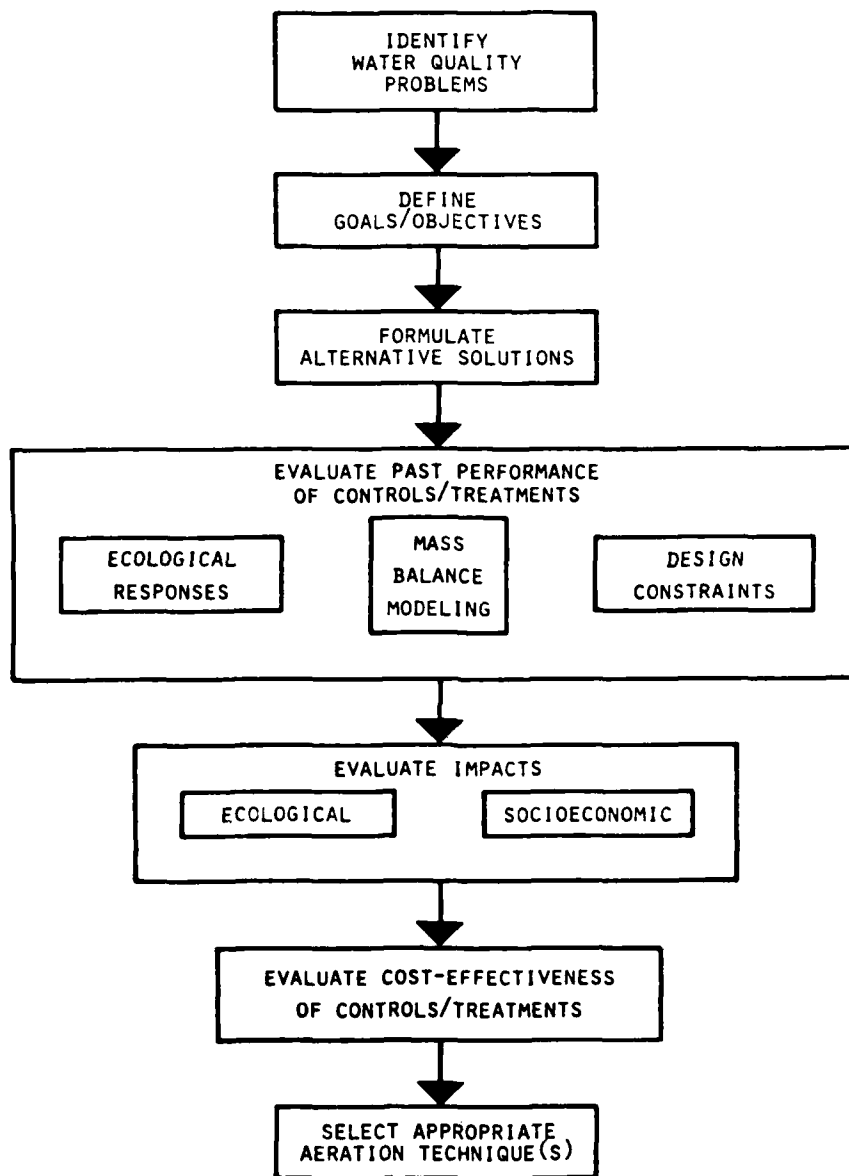 IDENTIFY
WATER QUALITY
PROBLEMS
DEFINE
GOALS/OBJECTIVES
FORMULATE
ALTERNATIVE SOLUTIONS
EVALUATE PAST PERFORMANCE
OF CONTROLS/TREATMENTS
ECOLOGICAL
RESPONSES
MASS
BALANCE
MODELING
DESIGN
CONSTRAINTS
EVALUATE IMPACTS
ECOLOGICAL
SOCIOECONOMIC
EVALUATE COST-EFFECTIVENESS
OF CONTROLS/TREATMENTS
SELECT APPROPRIATE
AERATION TECHNIQUE(S)